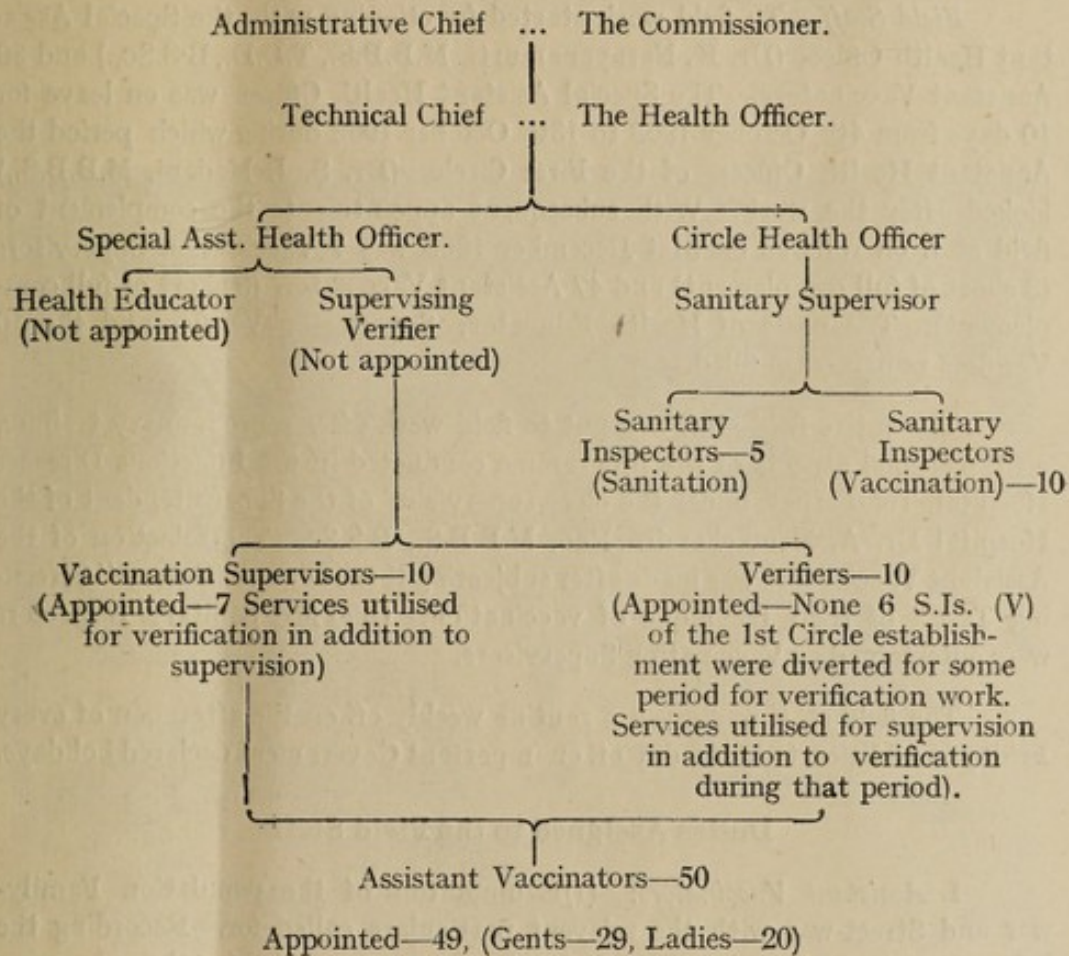 Administrative Chief ... The Commissioner.
Technical Chief ... The Health Officer.
Special Asst. Health Officer.
Circle Health Officer
Health Educator
(Not appointed)
Supervising
Verifier
(Not appointed)
Sanitary Supervisor
Sanitary
Inspectors—5
(Sanitation)
Sanitary
Inspectors
(Vaccination)—10
Vaccination Supervisors—10
(Appointed—7 Services utilised
for verification in addition to
supervision)
Verifiers—10
(Appointed—None 6 S.Is. (V)
of the 1st Circle establish-
ment were diverted for some
period for verification work.
Services utilised for supervision
in addition to verification
during that period).
Assistant Vaccinators—50
Appointed—49, (Gents—29, Ladies—20)